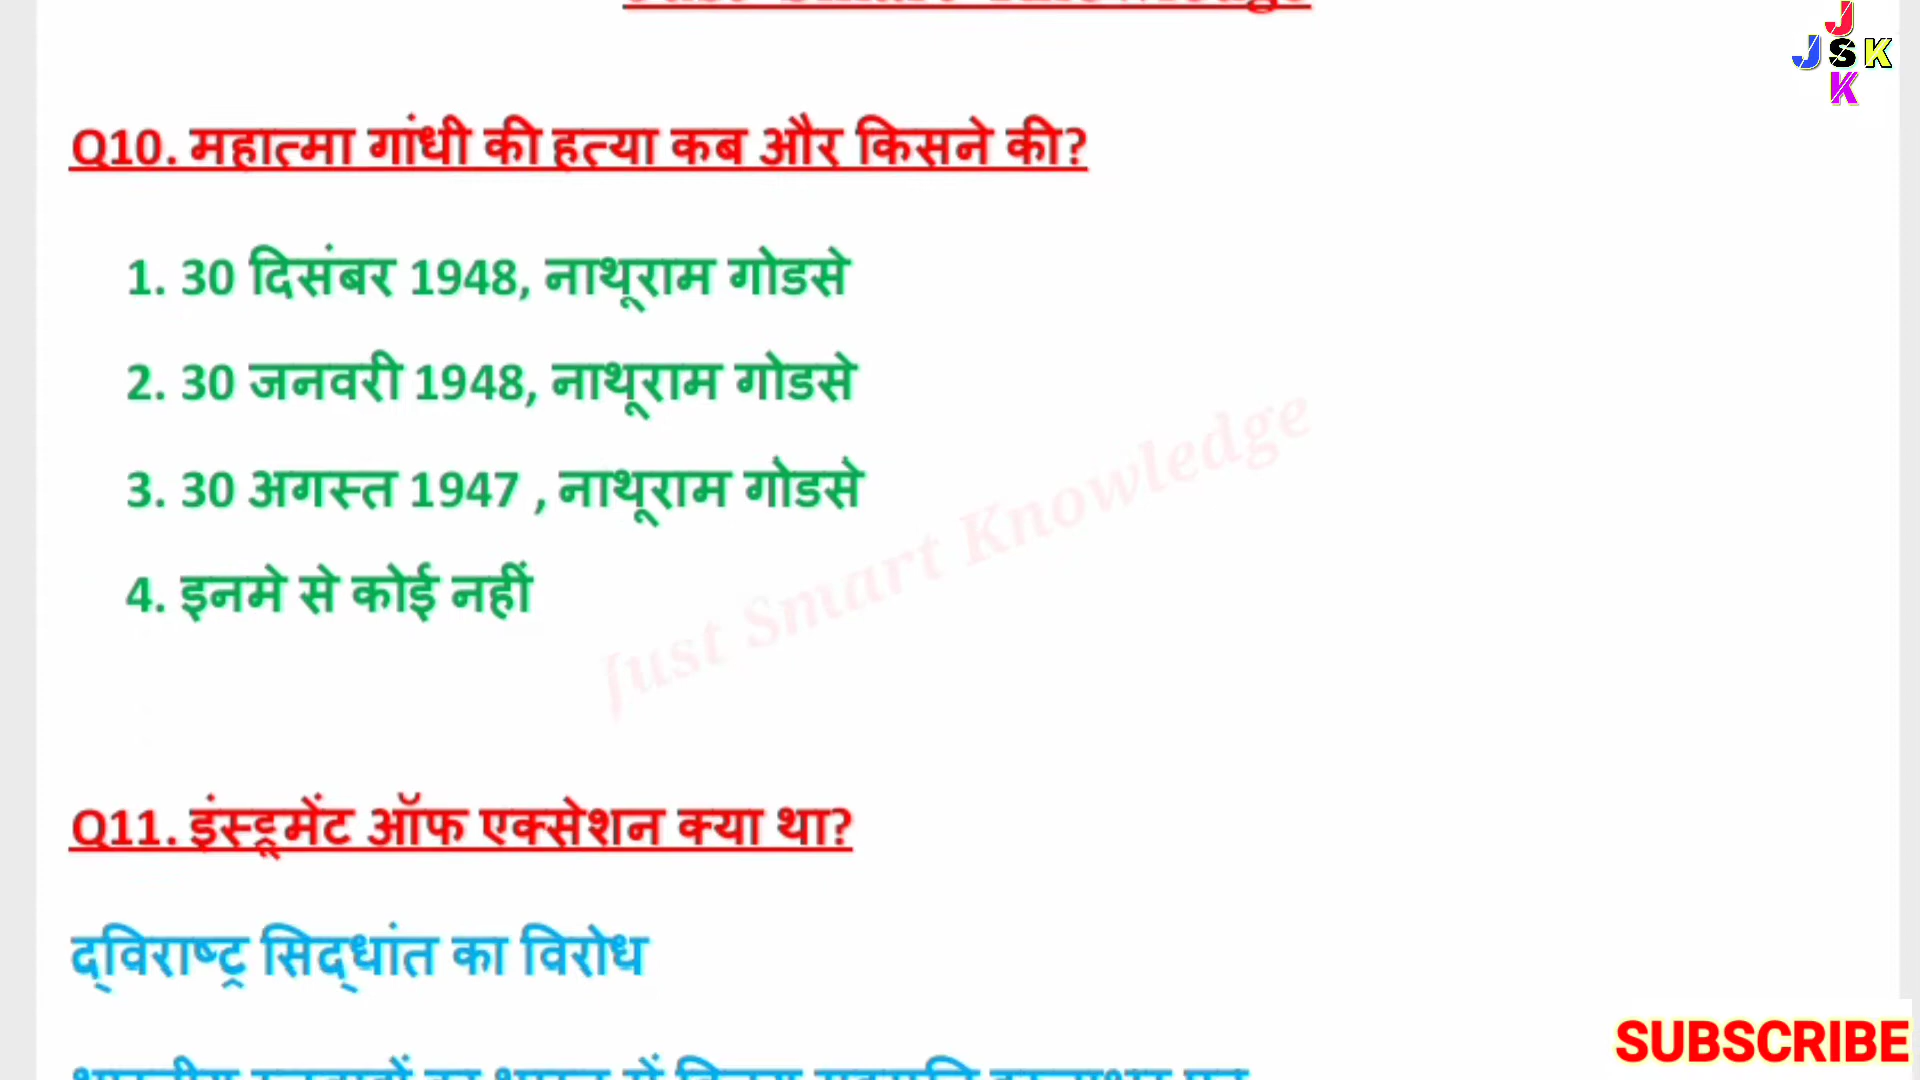 J
JSK
K
Q10. महात्मा गांधी की हत्या कब और किसने की?
1. 30 दिसंबर 1948, नाथूराम गोडसे
2. 30 जनवरी 1948, नाथूराम गोडसे
3. 30 अगस्त 1947 , नाथूराम गोडसे
4. इनमे से कोई नहीं
Just Smart Knowledge
Q11. इंस्ट्रूमेंट ऑफ एक्सेशन क्या था?
द्विराष्ट्र सिद्धांत का विरोध
SUBSCRIBE